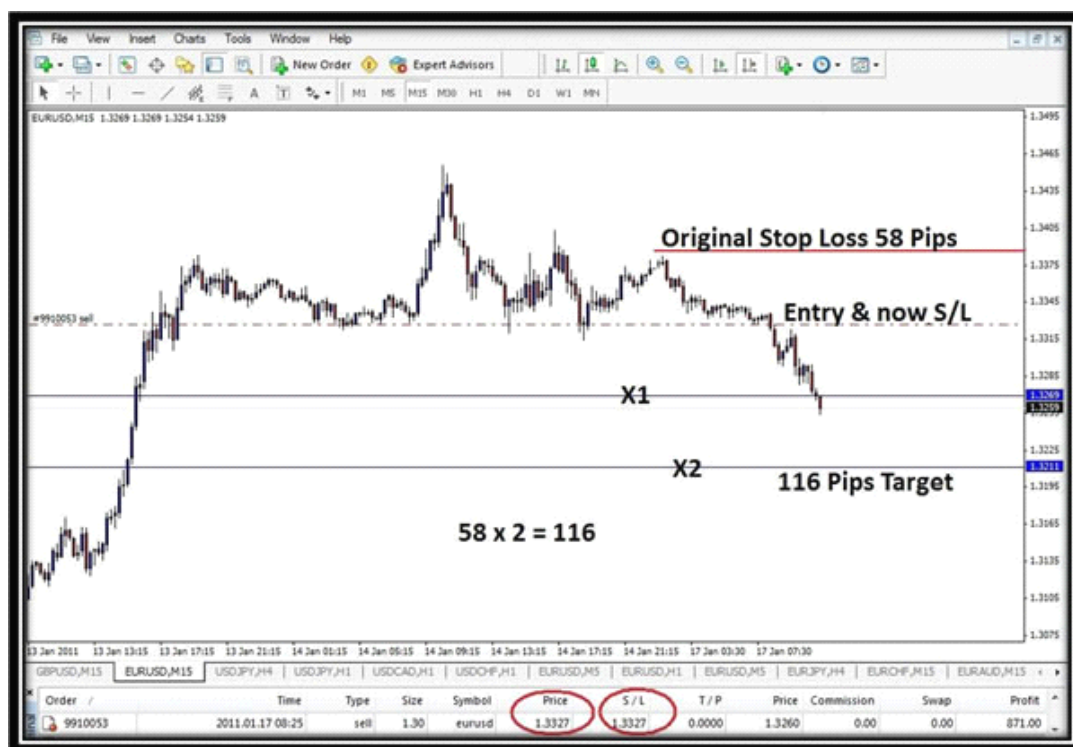 File View Insert Charts Tools Window Help
New Order Expert Advisors
A T M1 M5 M15 M30 H1 H4 D1 W1 MN
EURUSD,M15 1.3269 1.3269 1.3254 1.3259
1.3495
1.3465
1.3435
1.3405
Original Stop Loss 58 Pips
1.3375
1.3345
#9910053 sell
Entry & now S/L
1.3315
1.3285
X1
1.3269
1.3259
1.3225
X2
1.3211
116 Pips Target
1.3195
58 x 2 = 116
1.3165
1.3135
1.3105
1.3075
13 Jan 2011 13 Jan 13:15 13 Jan 17:15 13 Jan 21:15 14 Jan 01:15 14 Jan 05:15 14 Jan 09:15 14 Jan 13:15 14 Jan 17:15 14 Jan 21:15 17 Jan 03:30 17 Jan 07:30
GBPUSD,M15 EURUSD,M15 USDJPY,H4 USDJPY,H1 USDCAD,H1 USDCHF,H1 EURUSD,M5 EURUSD,H1 EURUSD,M5 EURJPY,H4 EURCHF,M15 EURAUD,M15
Order / Time Type Size Symbol Price S / L T / P Price Commission Swap Profit
9910053 2011.01.17 08:25 sell 1.30 eurusd 1.3327 1.3327 0.0000 1.3260 0.00 0.00 871.00